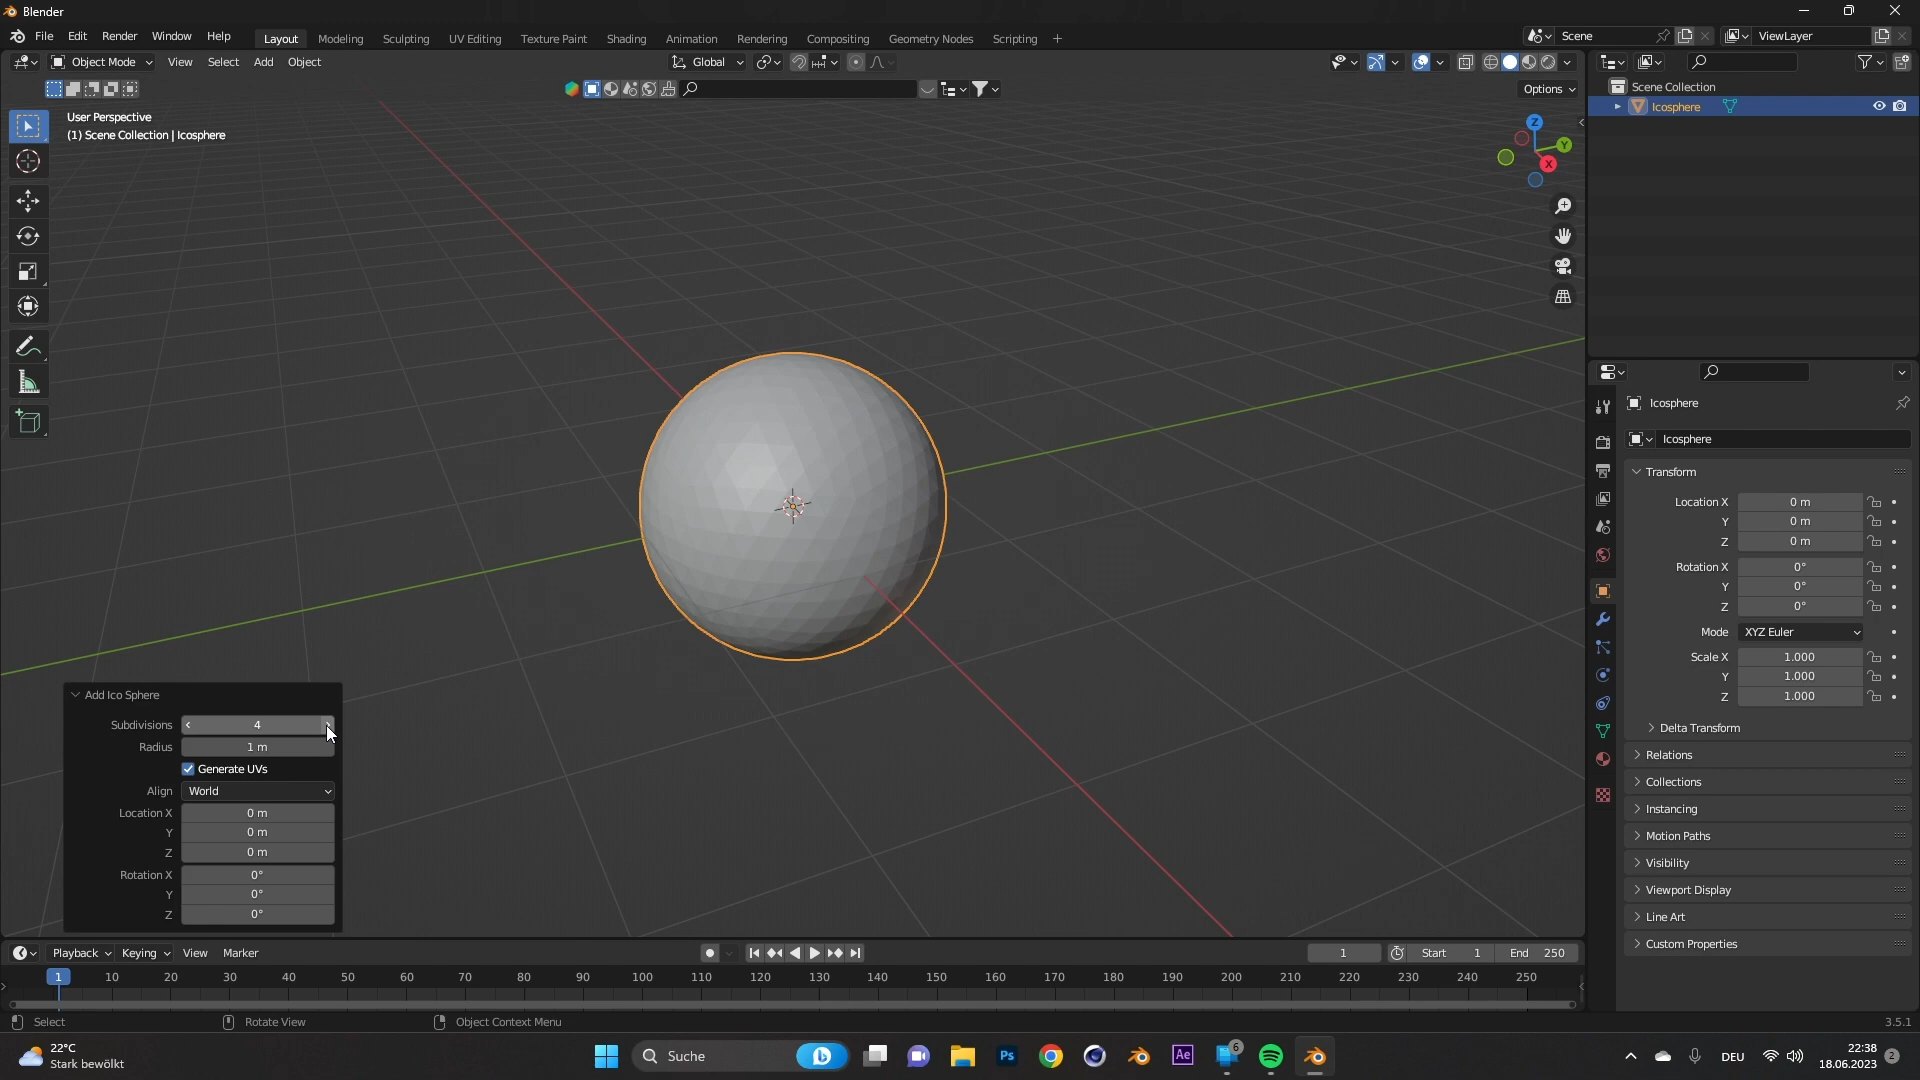 Blender
File Edit Render Window Help Layout Modeling Sculpting UV Editing Texture Paint Shading Animation Rendering Compositing Geometry Nodes Scripting + Scene ViewLayer
Object Mode View Select Add Object Global
Options
User Perspective
(1) Scene Collection | Icosphere
Z
Y
X
Scene Collection
Icosphere
Icosphere
Icosphere
Transform
Location X 0 m
Y 0 m
Z 0 m
Rotation X 0°
Y 0°
Z 0°
Mode XYZ Euler
Scale X 1.000
Y 1.000
Z 1.000
Delta Transform
Relations
Collections
Instancing
Motion Paths
Visibility
Viewport Display
Line Art
Custom Properties
Add Ico Sphere
Subdivisions 4
Radius 1 m
Generate UVs
Align World
Location X 0 m
Y 0 m
Z 0 m
Rotation X 0°
Y 0°
Z 0°
Playback Keying View Marker 1 Start 1 End 250
1 10 20 30 40 50 60 70 80 90 100 110 120 130 140 150 160 170 180 190 200 210 220 230 240 250
Select Rotate View Object Context Menu 3.5.1
22°C
Stark bewölkt
Suche
Ps
Ae
6
DEU
22:38
18.06.2023
2